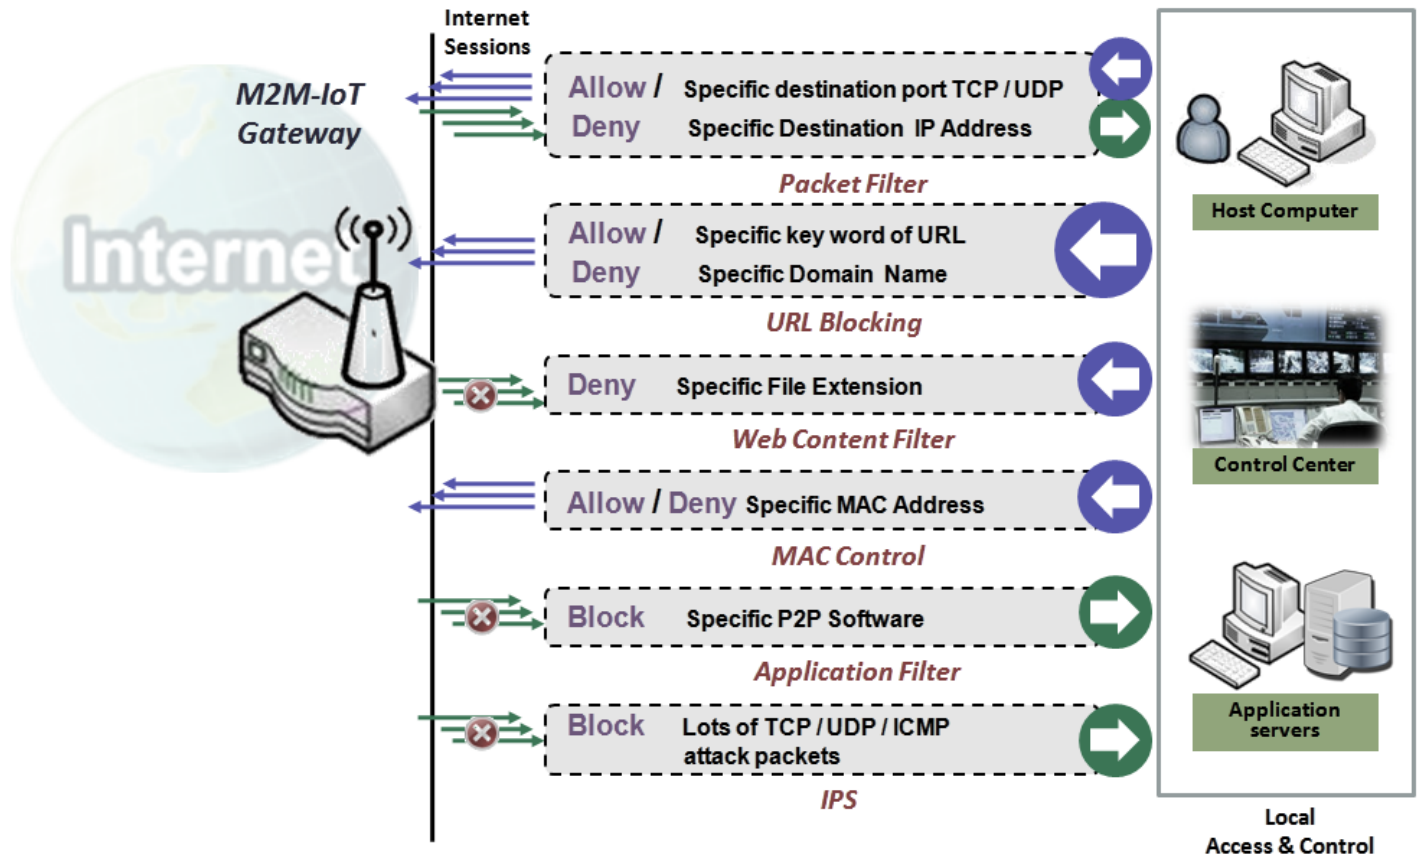 Internet
Sessions
M2M-IoT
Gateway
Internet
Allow / Specific destination port TCP / UDP
Deny Specific Destination IP Address
Packet Filter
Allow / Specific key word of URL
Deny Specific Domain Name
URL Blocking
Deny Specific File Extension
Web Content Filter
Allow / Deny Specific MAC Address
MAC Control
Block Specific P2P Software
Application Filter
Block Lots of TCP / UDP / ICMP
attack packets
IPS
Host Computer
Control Center
Application
servers
Local
Access & Control